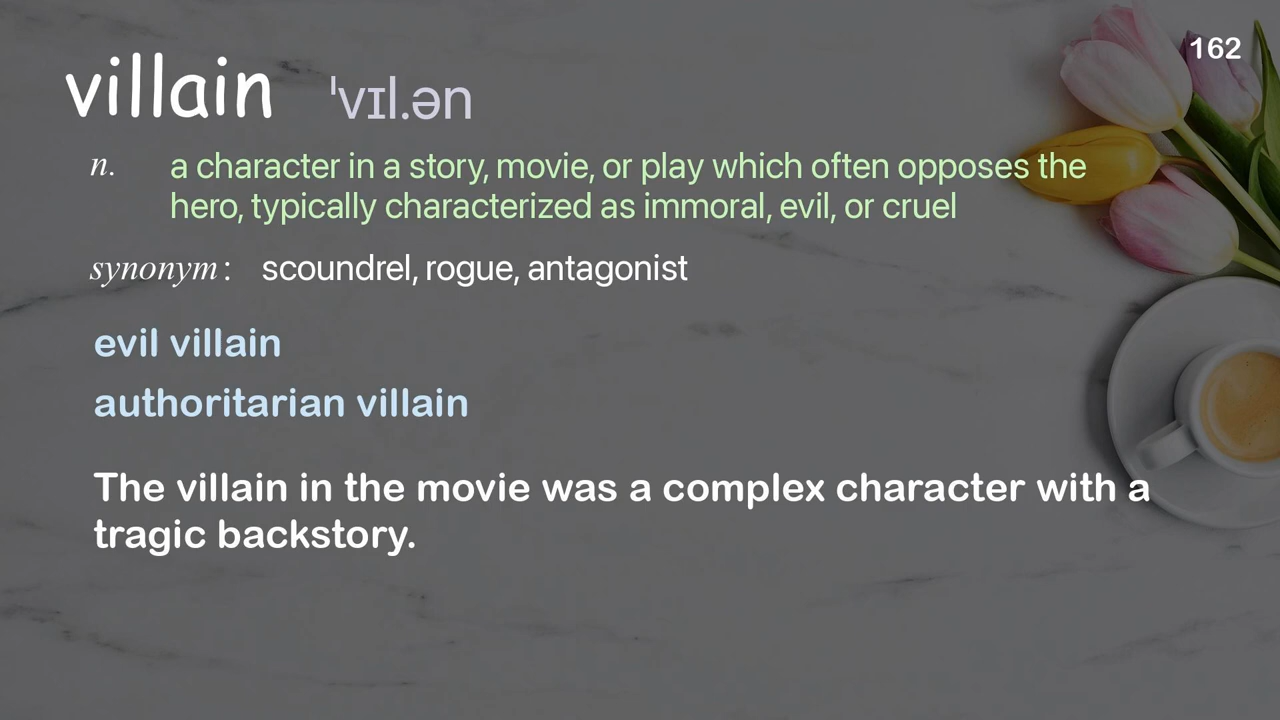 162
villain ˈvɪl.ən
n. a character in a story, movie, or play which often opposes the
hero, typically characterized as immoral, evil, or cruel
synonym : scoundrel, rogue, antagonist
evil villain
authoritarian villain
The villain in the movie was a complex character with a
tragic backstory.